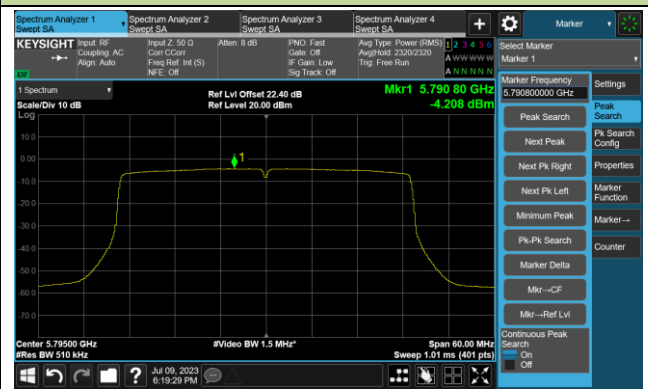 Spectrum Analyzer 1
Swept SA
Spectrum Analyzer 2
Swept SA
Spectrum Analyzer 3
Swept SA
Spectrum Analyzer 4
Swept SA
+
Marker
KEYSIGHT
Input: RF
Coupling: AC
Align: Auto
Input Z: 50 Ω
Corr CCorr
Freq Ref: Int (S)
NFE: Off
Atten: 8 dB
PNO: Fast
Gate: Off
IF Gain: Low
Sig Track: Off
Avg Type: Power (RMS)
Avg|Hold: 2320/2320
Trig: Free Run
1 2 3 4 5 6
A W W W W W
A N N N N N
LXI
Select Marker
Marker 1
1 Spectrum
Scale/Div 10 dB
Log
Ref Lvl Offset 22.40 dB
Ref Level 20.00 dBm
Mkr1 5.790 80 GHz
-4.208 dBm
10.0
0.00
-10.0
-20.0
-30.0
-40.0
-50.0
-60.0
-70.0
1
Center 5.79500 GHz
#Res BW 510 kHz
#Video BW 1.5 MHz*
Span 60.00 MHz
Sweep 1.01 ms (401 pts)
Marker Frequency
5.790800000 GHz
Peak Search
Next Peak
Next Pk Right
Next Pk Left
Minimum Peak
Pk-Pk Search
Marker Delta
Mkr→CF
Mkr→Ref Lvl
Continuous Peak
Search
On
Off
Settings
Peak
Search
Pk Search
Config
Properties
Marker
Function
Marker→
Counter
?
Jul 09, 2023
6:19:29 PM